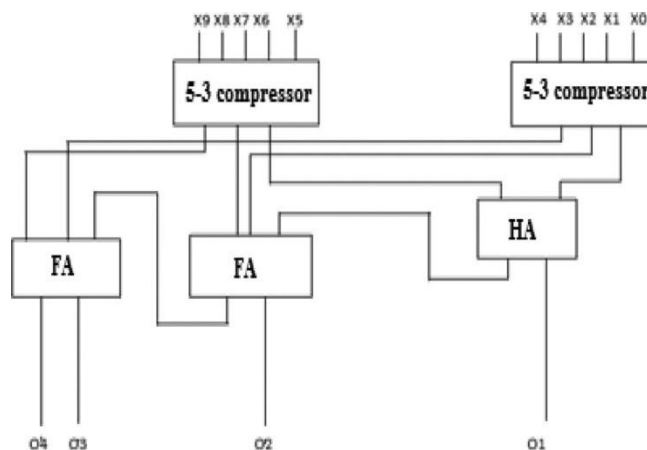 X9 X8 X7 X6 X5 X4 X3 X2 X1 X0
5-3 compressor 5-3 compressor
HA
FA FA
O4 O3 O2 O1